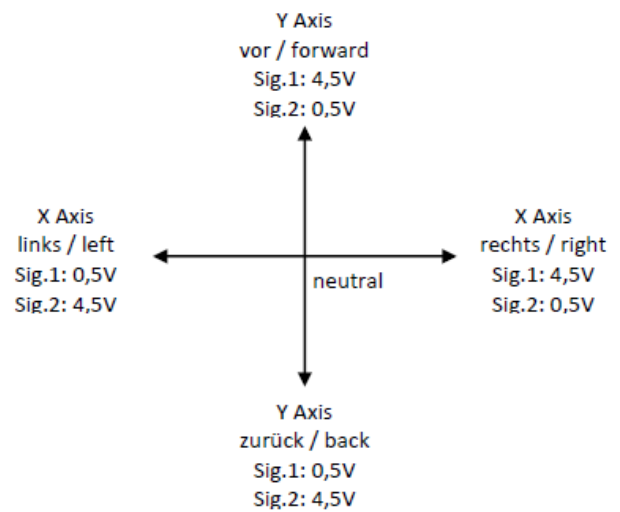 Y Axis
vor / forward
Sig.1: 4,5V
Sig.2: 0,5V
X Axis
links / left
Sig.1: 0,5V
Sig.2: 4,5V
neutral
X Axis
rechts / right
Sig.1: 4,5V
Sig.2: 0,5V
Y Axis
zurück / back
Sig.1: 0,5V
Sig.2: 4,5V